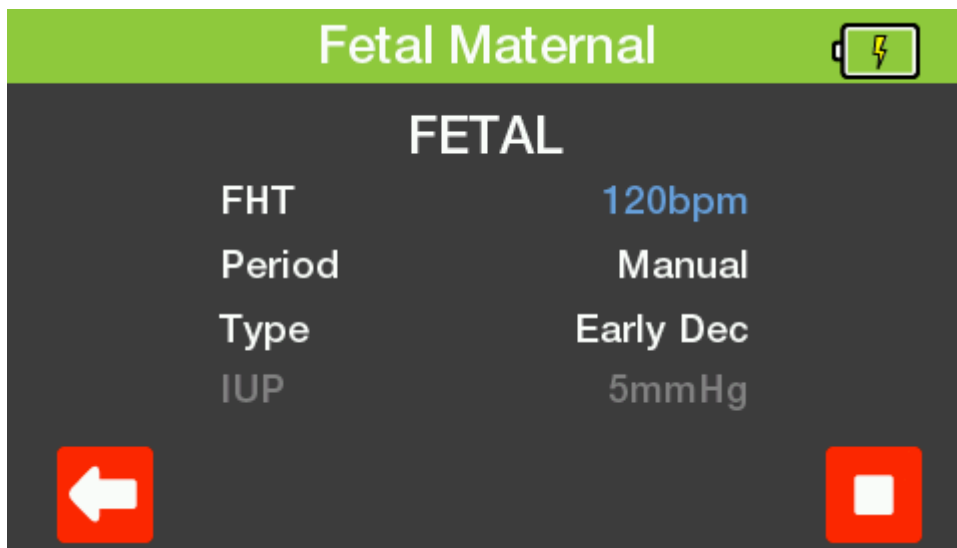 Fetal Maternal
FETAL
FHT 120bpm
Period Manual
Type Early Dec
IUP 5mmHg